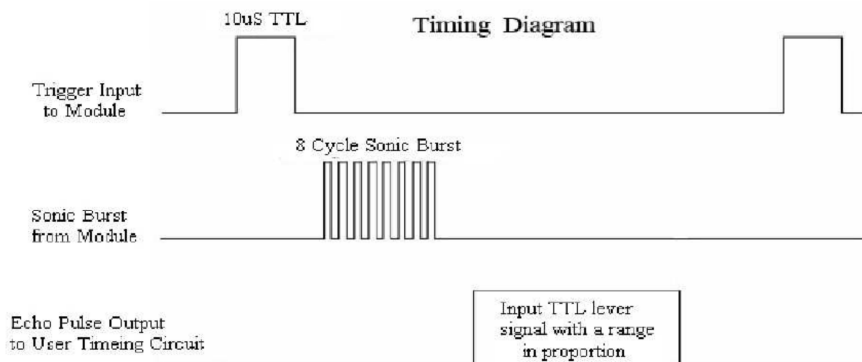 10uS TTL
Timing Diagram
Trigger Input
to Module
8 Cycle Sonic Burst
Sonic Burst
from Module
Echo Pulse Output
to User Timeing Circuit
Input TTL lever
signal with a range
in proportion